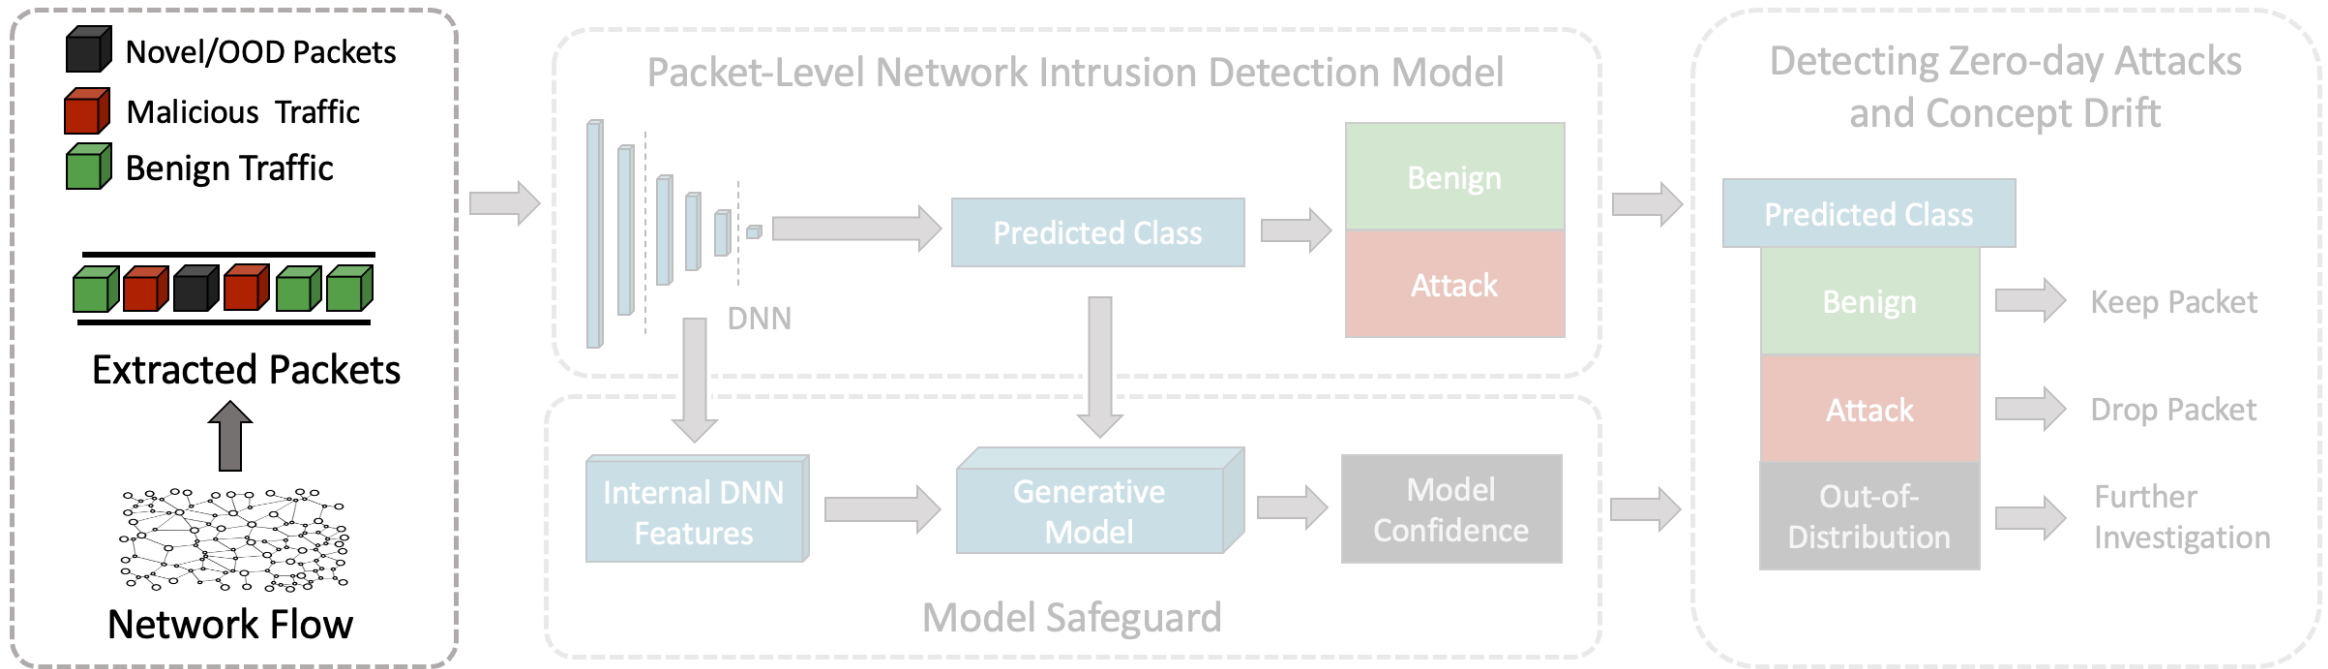 Novel/OOD Packets
Malicious Traffic
Benign Traffic
Extracted Packets
Network Flow
Packet-Level Network Intrusion Detection Model
DNN
Predicted Class
Benign
Attack
Internal DNN
Features
Generative
Model
Model
Confidence
Model Safeguard
Detecting Zero-day Attacks
and Concept Drift
Predicted Class
Benign
Keep Packet
Attack
Drop Packet
Out-of-
Distribution
Further
Investigation